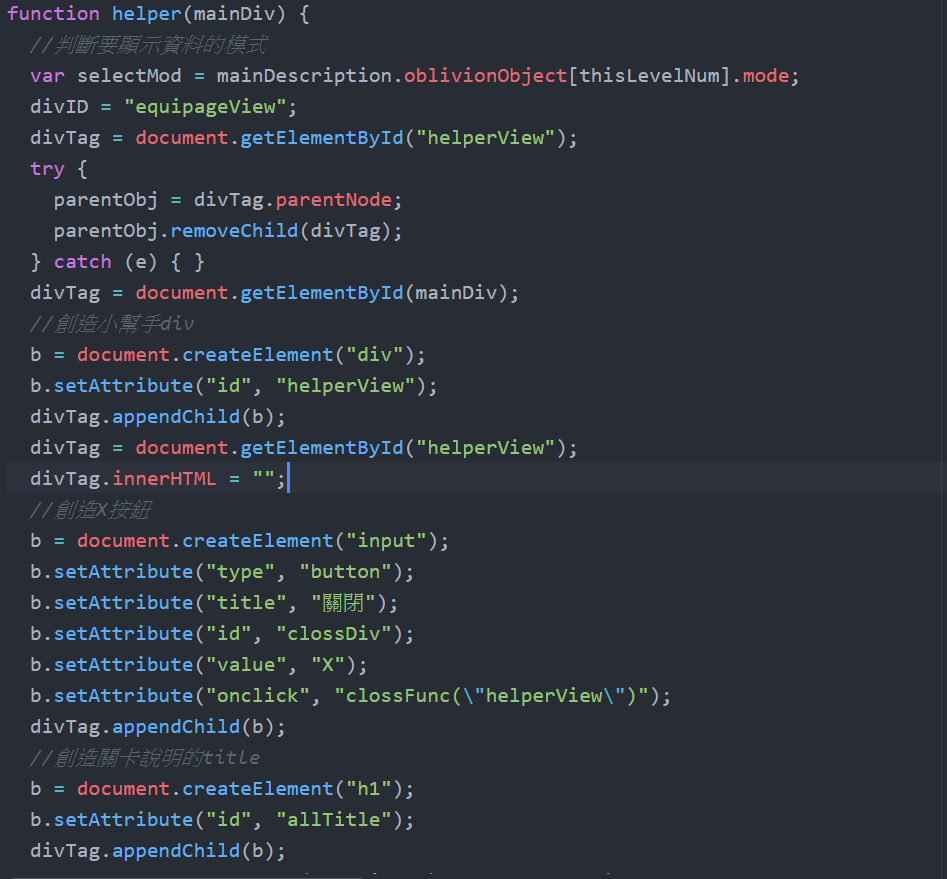 function helper(mainDiv) {
  //判斷要顯示資料的模式
  var selectMod = mainDescription.oblivionObject[thisLevelNum].mode;
  divID = "equipageView";
  divTag = document.getElementById("helperView");
  try {
    parentObj = divTag.parentNode;
    parentObj.removeChild(divTag);
  } catch (e) { }
  divTag = document.getElementById(mainDiv);
  //創造小幫手div
  b = document.createElement("div");
  b.setAttribute("id", "helperView");
  divTag.appendChild(b);
  divTag = document.getElementById("helperView");
  divTag.innerHTML = "";
  //創造X按鈕
  b = document.createElement("input");
  b.setAttribute("type", "button");
  b.setAttribute("title", "關閉");
  b.setAttribute("id", "clossDiv");
  b.setAttribute("value", "X");
  b.setAttribute("onclick", "clossFunc(\"helperView\")");
  divTag.appendChild(b);
  //創造關卡說明的title
  b = document.createElement("h1");
  b.setAttribute("id", "allTitle");
  divTag.appendChild(b);